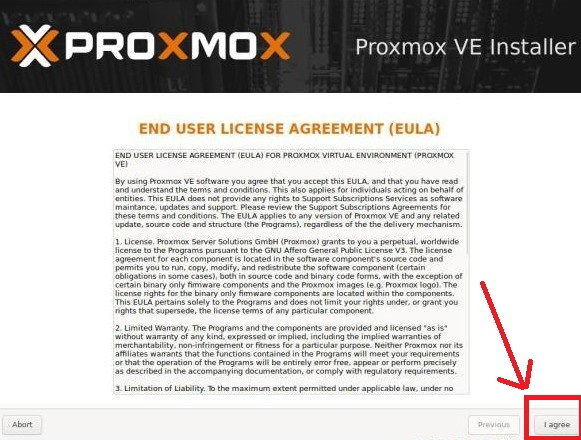 PROXMOX
Proxmox VE Installer
END USER LICENSE AGREEMENT (EULA)
END USER LICENSE AGREEMENT (EULA) FOR PROXMOX VIRTUAL ENVIRONMENT (PROXMOX
VE)
By using Proxmox VE software you agree that you accept this EULA, and that you have read
and understand the terms and conditions. This also applies for individuals acting on behalf of
entities. This EULA does not provide any rights to Support Subscriptions Services as software
maintenance, updates and support. Please review the Support Subscriptions Agreements for
these terms and conditions. The EULA applies to any version of Proxmox VE and any related
update, source code and structure (the Programs), regardless of the the delivery mechanism.
1. License. Proxmox Server Solutions GmbH (Proxmox) grants to you a perpetual, worldwide
license to the Programs pursuant to the GNU Affero General Public License V3. The license
agreement for each component is located in the software component's source code and
permits you to run, copy, modify, and redistribute the software component (certain
obligations in some cases), both in source code and binary code forms, with the exception of
certain binary only firmware components and the Proxmox images (e.g. Proxmox logo). The
license rights for the binary only firmware components are located within the components.
This EULA pertains solely to the Programs and does not limit your rights under, or grant you
rights that supersede, the license terms of any particular component.
2. Limited Warranty. The Programs and the components are provided and licensed "as is"
without warranty of any kind, expressed or implied, including the implied warranties of
merchantability, non-infringement or fitness for a particular purpose. Neither Proxmox nor its
affiliates warrants that the functions contained in the Programs will meet your requirements
or that the operation of the Programs will be entirely error free, appear or perform precisely
as described in the accompanying documentation, or comply with regulatory requirements.
3. Limitation of Liability. To the maximum extent permitted under applicable law, under no
Abort
Previous
I agree